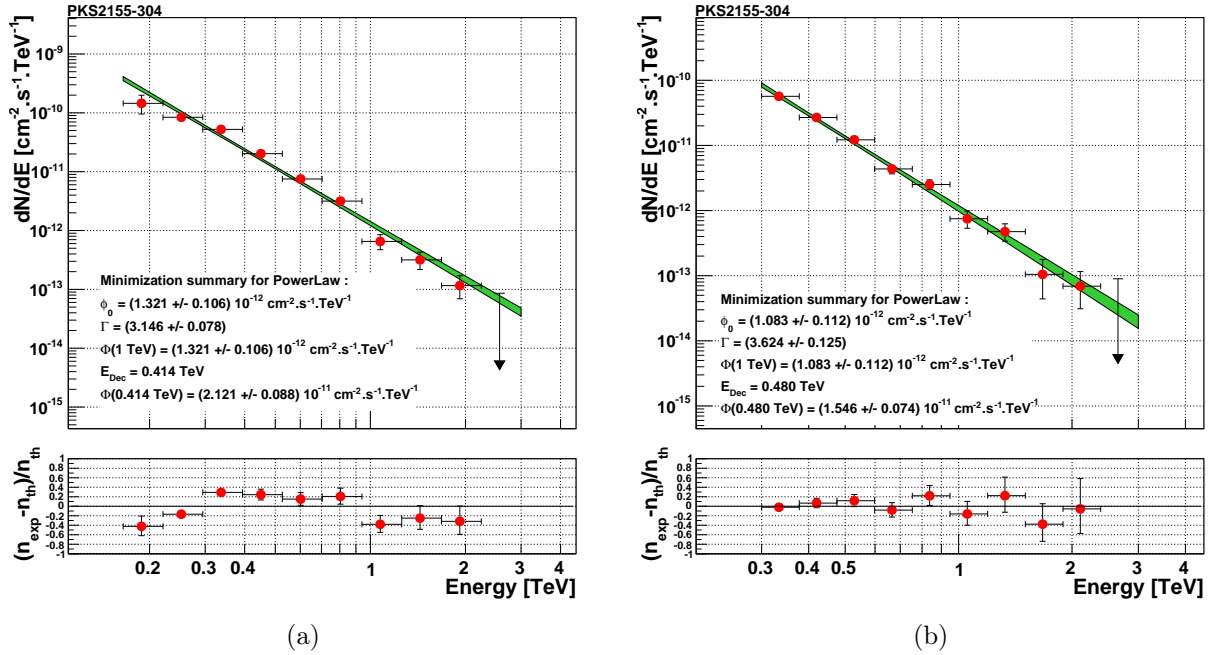 PKS2155-304
dN/dE [cm⁻².s⁻¹.TeV⁻¹]
10⁻⁹
10⁻¹⁰
10⁻¹¹
10⁻¹²
10⁻¹³
10⁻¹⁴
10⁻¹⁵
Minimization summary for PowerLaw :
ϕ₀ = (1.321 +/- 0.106) 10⁻¹² cm⁻².s⁻¹.TeV⁻¹
Γ = (3.146 +/- 0.078)
Φ(1 TeV) = (1.321 +/- 0.106) 10⁻¹² cm⁻².s⁻¹.TeV⁻¹
E_Dec = 0.414 TeV
Φ(0.414 TeV) = (2.121 +/- 0.088) 10⁻¹¹ cm⁻².s⁻¹.TeV⁻¹
(n_exp-n_th)/n_th
1
0.8
0.6
0.4
0.2
0
-0.2
-0.4
-0.6
-0.8
-1
0.2 0.3 0.4 1 2 3
Energy [TeV]
(a)
PKS2155-304
dN/dE [cm⁻².s⁻¹.TeV⁻¹]
10⁻¹⁰
10⁻¹¹
10⁻¹²
10⁻¹³
10⁻¹⁴
10⁻¹⁵
Minimization summary for PowerLaw :
ϕ₀ = (1.083 +/- 0.112) 10⁻¹² cm⁻².s⁻¹.TeV⁻¹
Γ = (3.624 +/- 0.125)
Φ(1 TeV) = (1.083 +/- 0.112) 10⁻¹² cm⁻².s⁻¹.TeV⁻¹
E_Dec = 0.480 TeV
Φ(0.480 TeV) = (1.546 +/- 0.074) 10⁻¹¹ cm⁻².s⁻¹.TeV⁻¹
(n_exp-n_th)/n_th
1
0.8
0.6
0.4
0.2
0
-0.2
-0.4
-0.6
-0.8
-1
0.3 0.4 0.5 1 2 3
Energy [TeV]
(b)